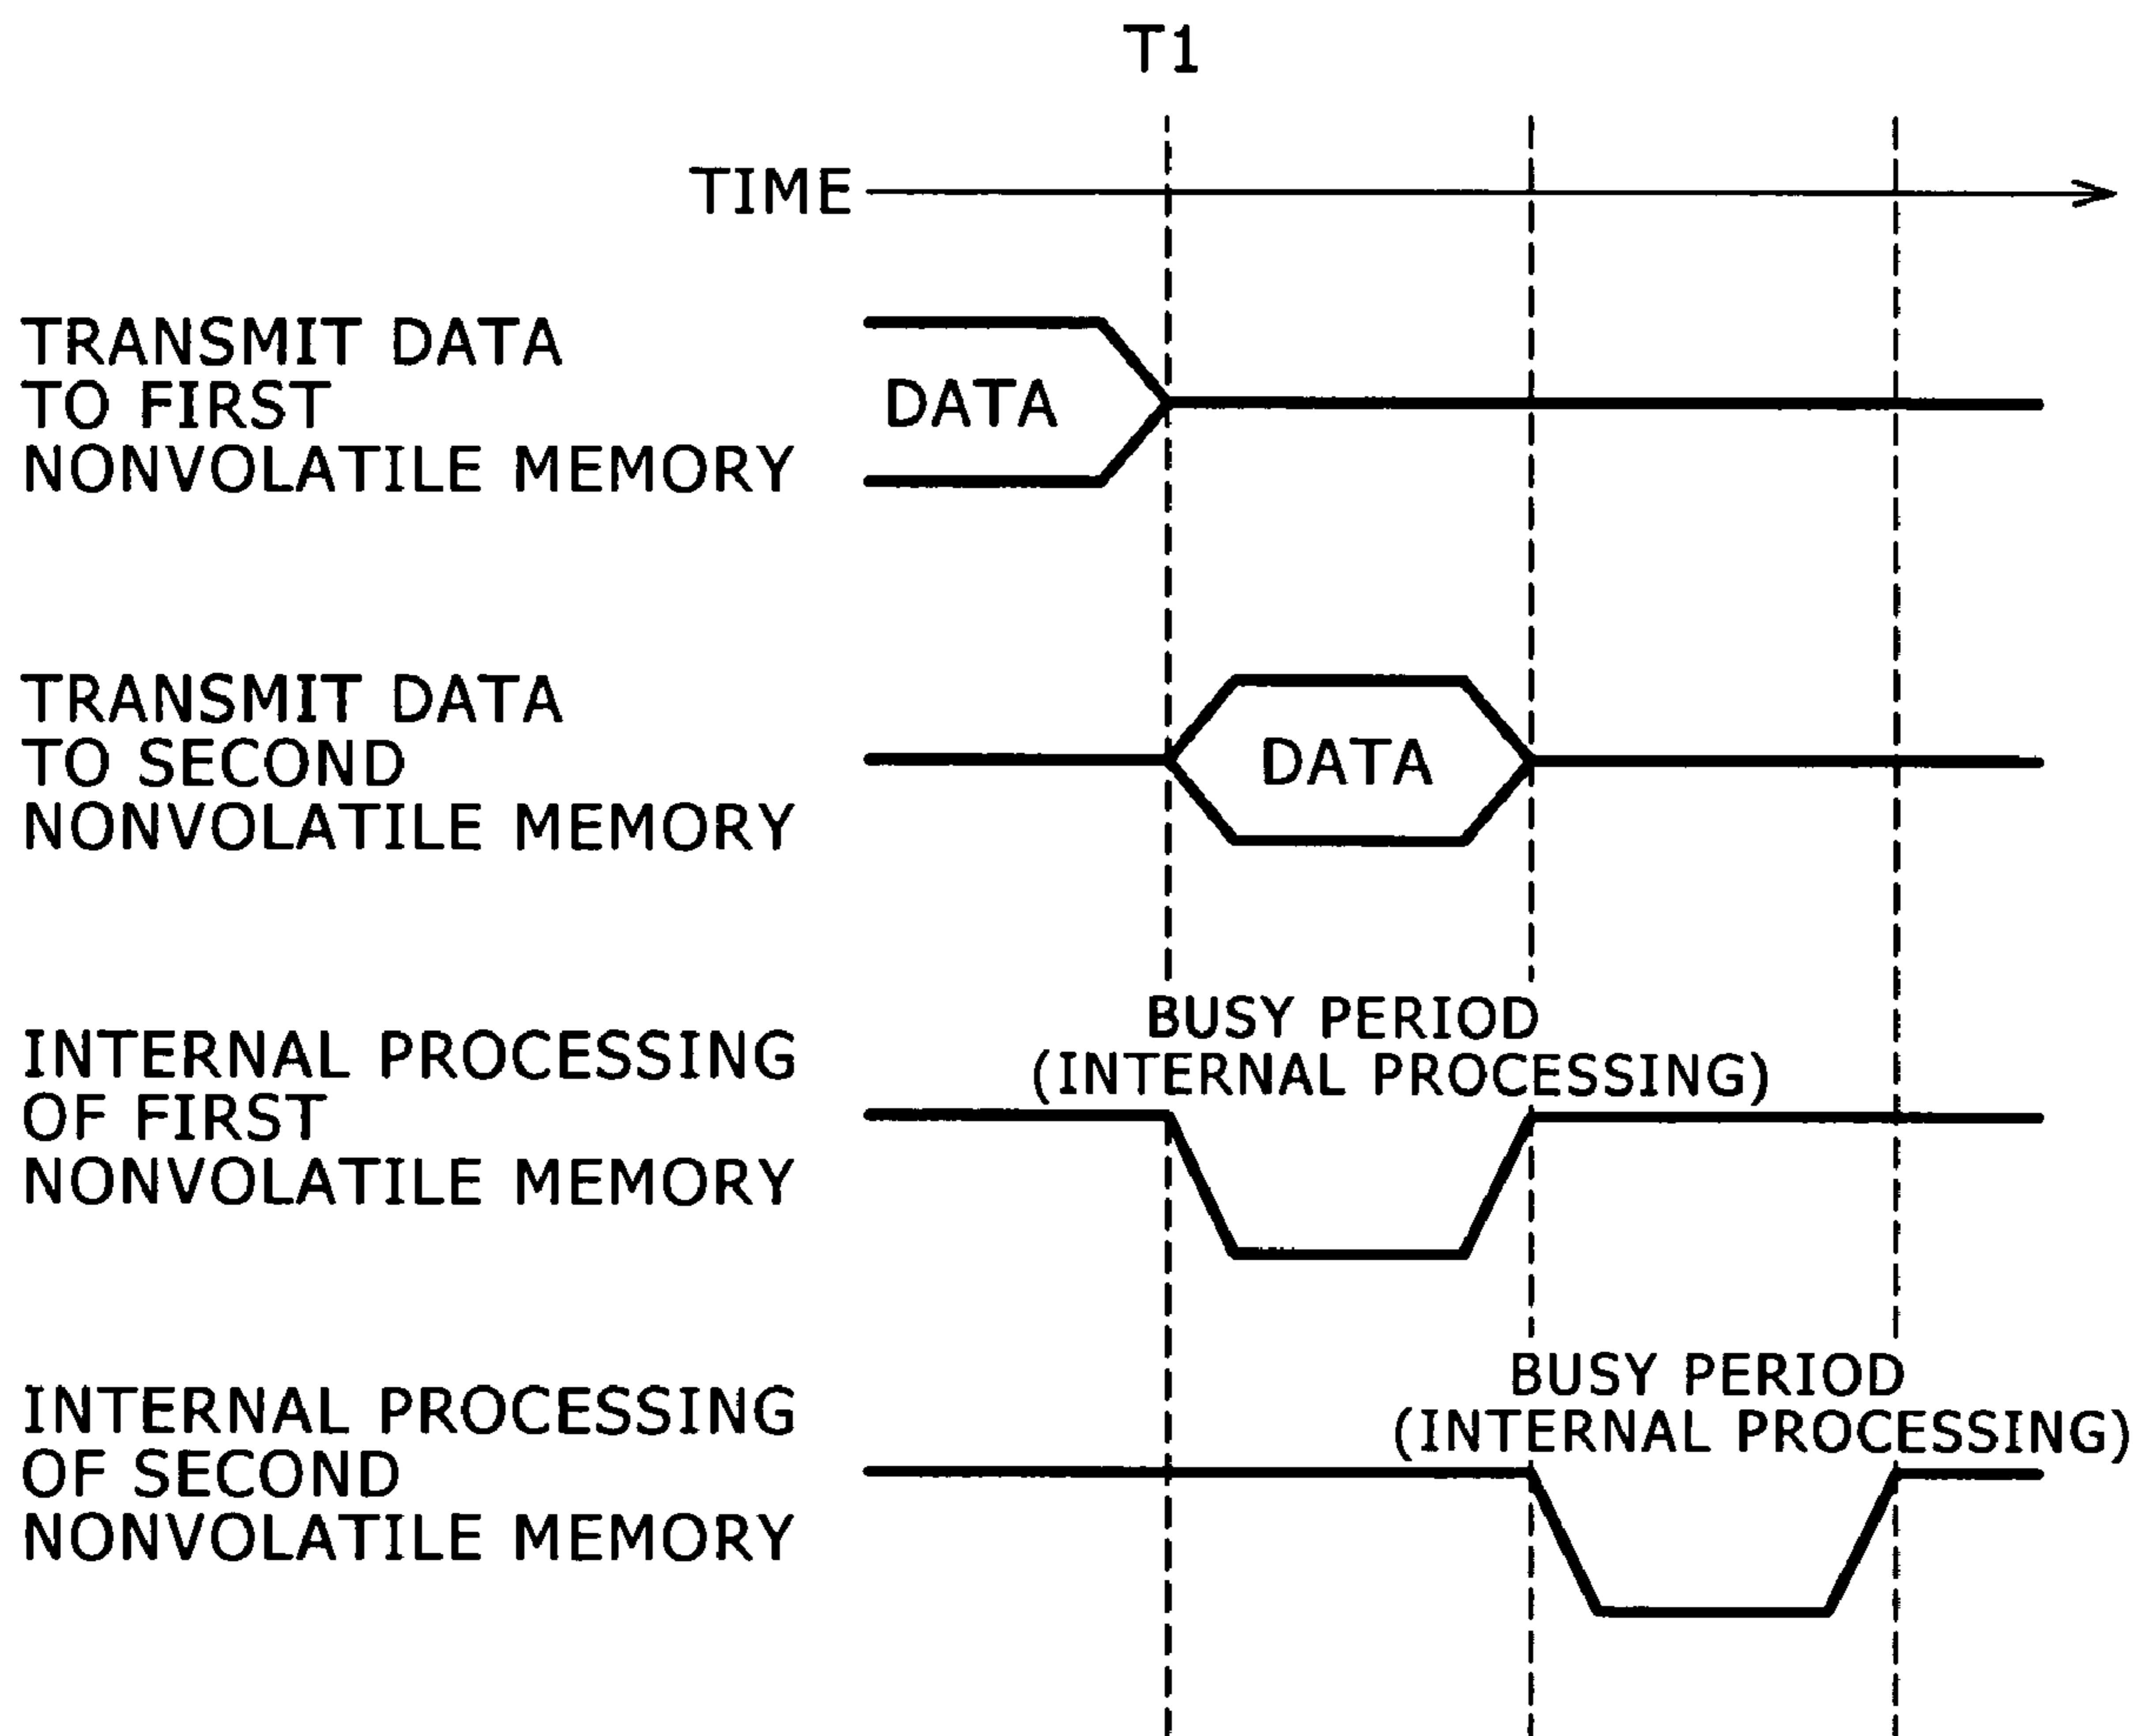 T1
TIME
TRANSMIT DATA
TO FIRST
NONVOLATILE MEMORY
DATA
TRANSMIT DATA
TO SECOND
NONVOLATILE MEMORY
DATA
INTERNAL PROCESSING
OF FIRST
NONVOLATILE MEMORY
BUSY PERIOD
(INTERNAL PROCESSING)
INTERNAL PROCESSING
OF SECOND
NONVOLATILE MEMORY
BUSY PERIOD
(INTERNAL PROCESSING)